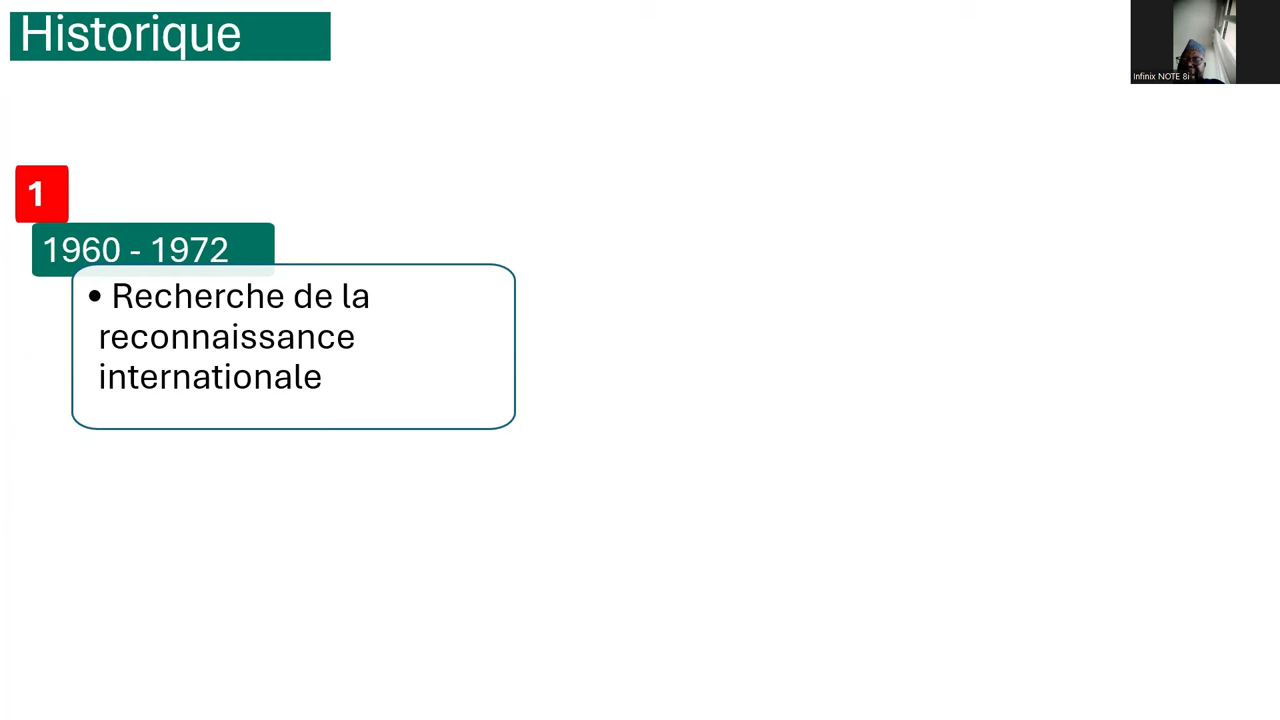 Historique
Infinix NOTE 8i
1
1960 - 1972
• Recherche de la
reconnaissance
internationale